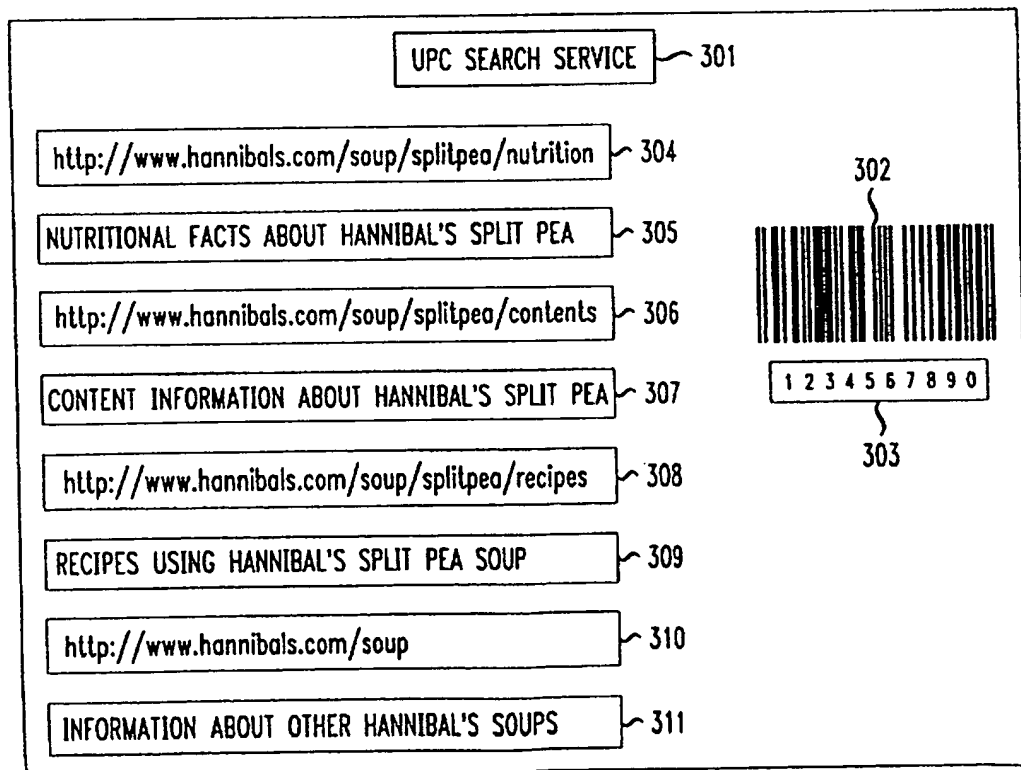 UPC SEARCH SERVICE 301
http://www.hannibals.com/soup/splitpea/nutrition 304
NUTRITIONAL FACTS ABOUT HANNIBAL'S SPLIT PEA 305
http://www.hannibals.com/soup/splitpea/contents 306
CONTENT INFORMATION ABOUT HANNIBAL'S SPLIT PEA 307
http://www.hannibals.com/soup/splitpea/recipes 308
RECIPES USING HANNIBAL'S SPLIT PEA SOUP 309
http://www.hannibals.com/soup 310
INFORMATION ABOUT OTHER HANNIBAL'S SOUPS 311
302
1 2 3 4 5 6 7 8 9 0
303